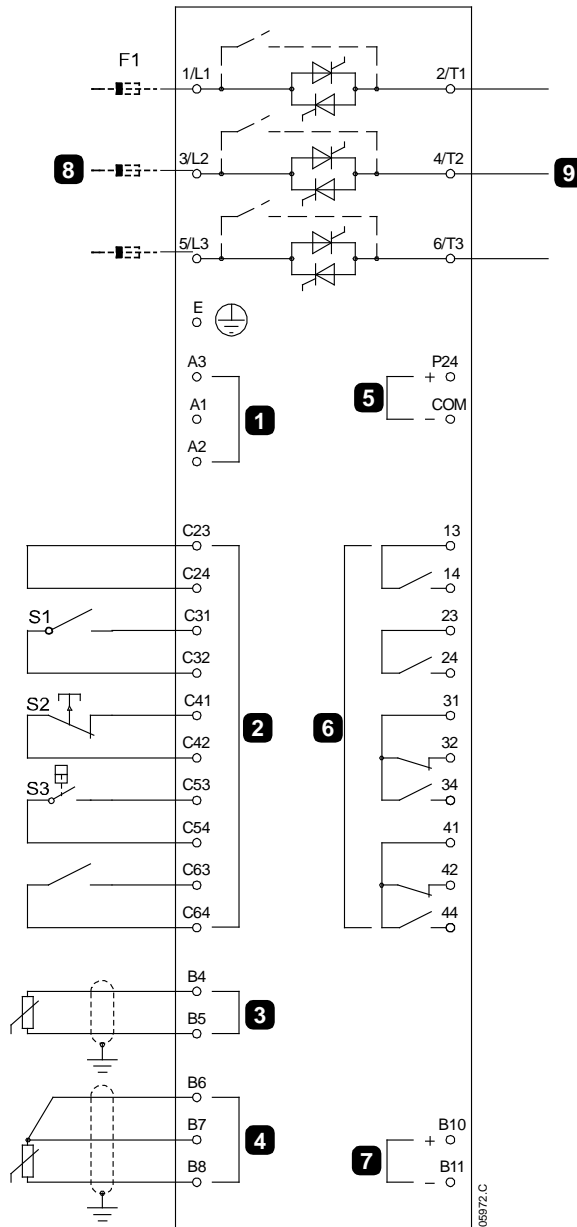 F1
1/L1 2/T1
8 3/L2 4/T2 9
5/L3 6/T3
E
A3 P24
+
5
A1 COM
1 −
A2
C23 13
C24 14
S1 C31 23
C32 24
S2 C41 31
2 6
C42 32
S3 C53 34
C54 41
C63 42
C64 44
B4
3
B5
B6
B7 B10
4 7 +
B8 B11
−
05972.C